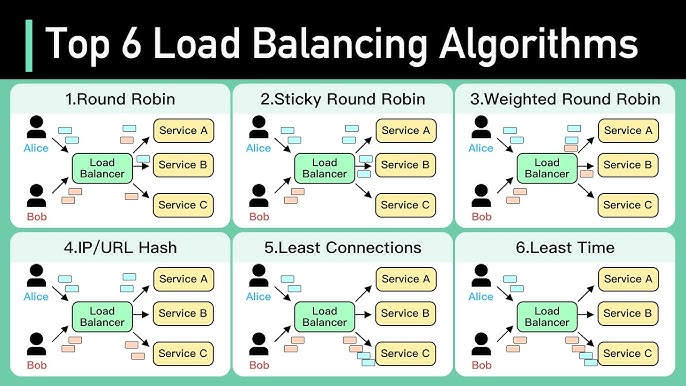 Top 6 Load Balancing Algorithms
1.Round Robin
Alice
Bob
Load
Balancer
Service A
Service B
Service C
2.Sticky Round Robin
Alice
Bob
Load
Balancer
Service A
Service B
Service C
3.Weighted Round Robin
Alice
Bob
Load
Balancer
Service A
Service B
Service C
4.IP/URL Hash
Alice
Bob
Load
Balancer
Service A
Service B
Service C
5.Least Connections
Alice
Bob
Load
Balancer
Service A
Service B
Service C
6.Least Time
Alice
Bob
Load
Balancer
Service A
Service B
Service C